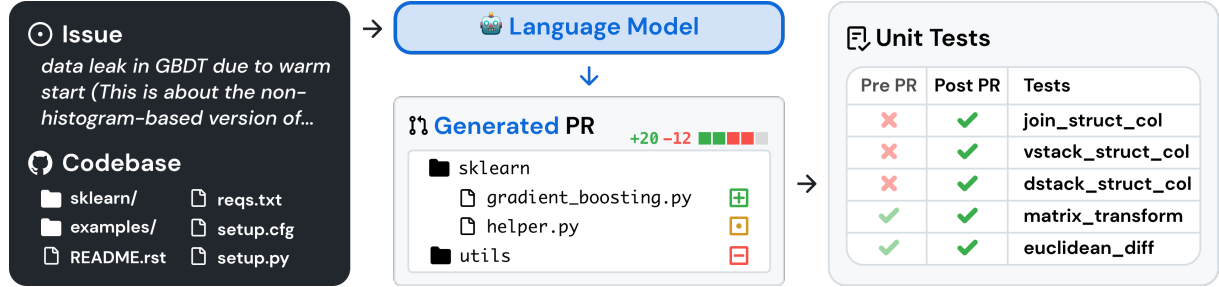 Issue
data leak in GBDT due to warm
start (This is about the non-
histogram-based version of...
Codebase
sklearn/
reqs.txt
examples/
setup.cfg
README.rst
setup.py
Language Model
Generated PR
+20 -12
sklearn
gradient_boosting.py
helper.py
utils
Unit Tests
Pre PR Post PR Tests
join_struct_col
vstack_struct_col
dstack_struct_col
matrix_transform
euclidean_diff